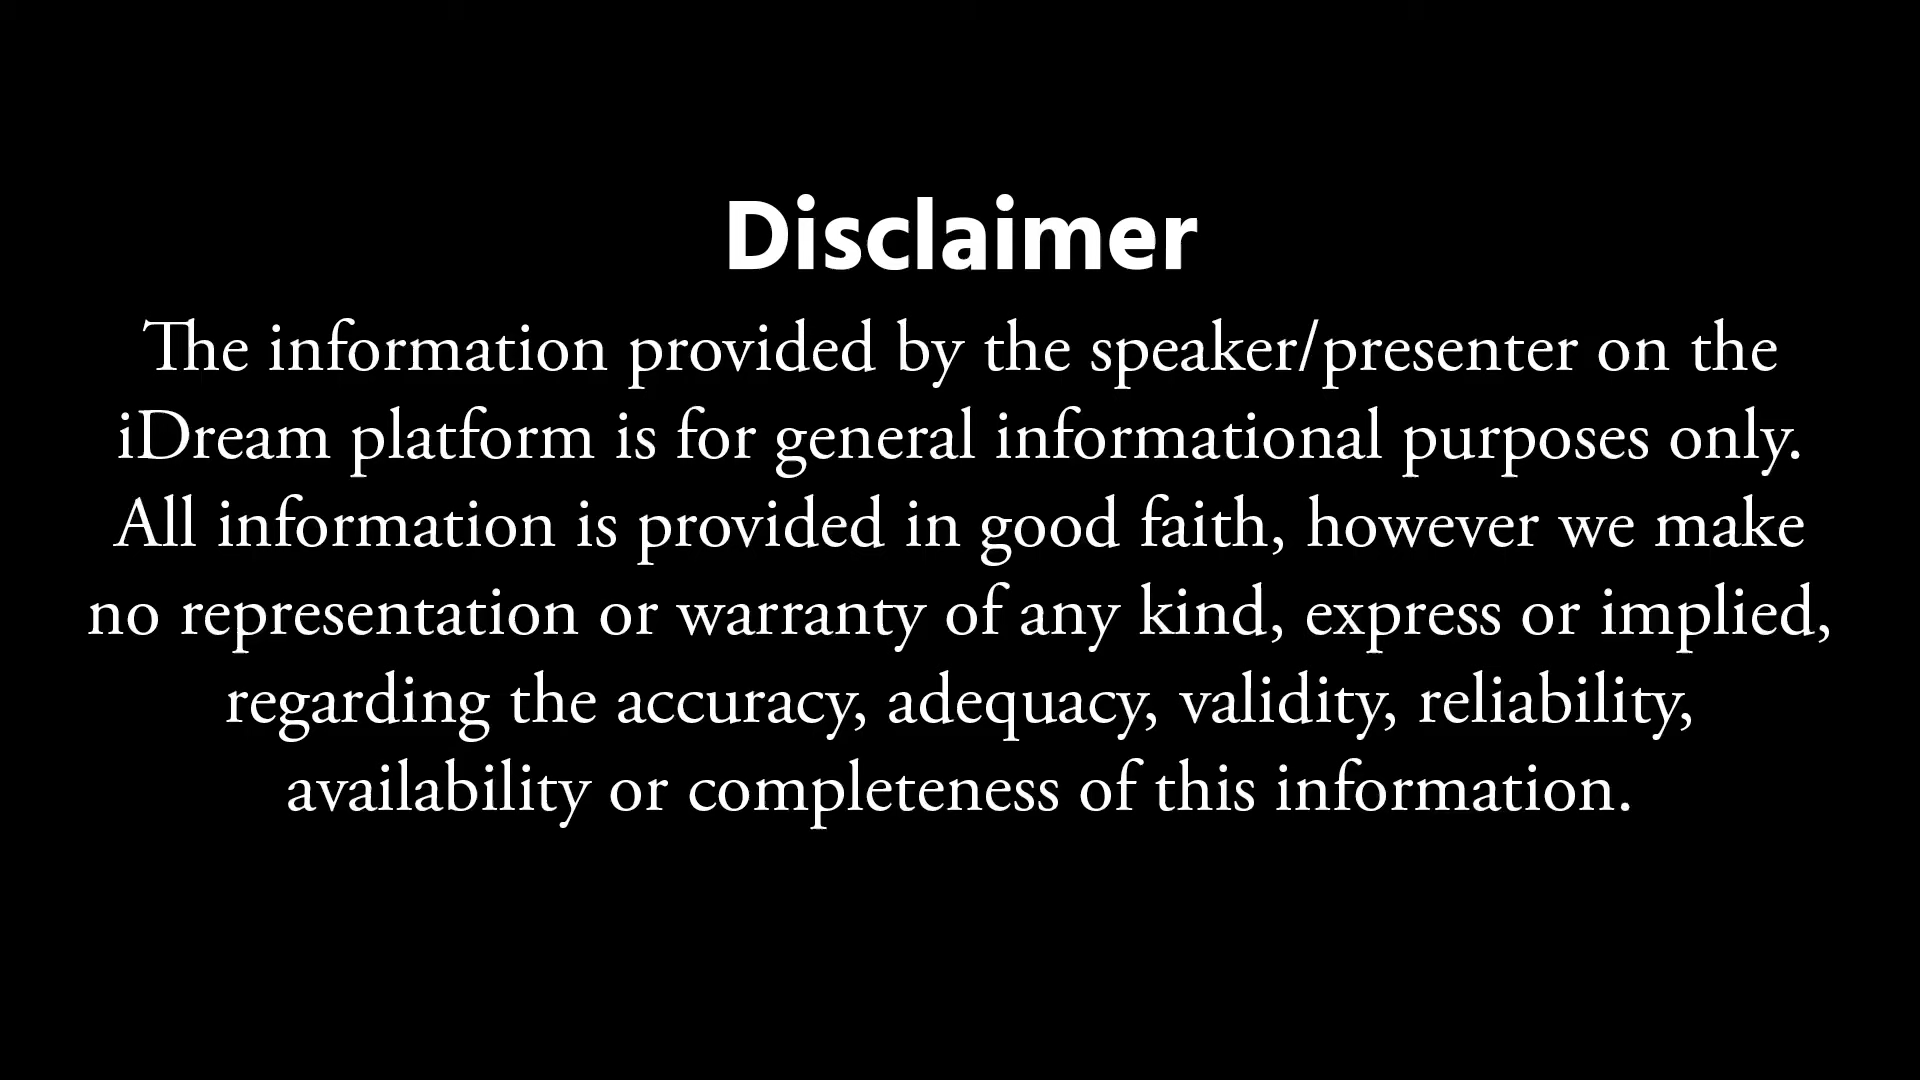 Disclaimer
The information provided by the speaker/presenter on the
iDream platform is for general informational purposes only.
All information is provided in good faith, however we make
no representation or warranty of any kind, express or implied,
regarding the accuracy, adequacy, validity, reliability,
availability or completeness of this information.